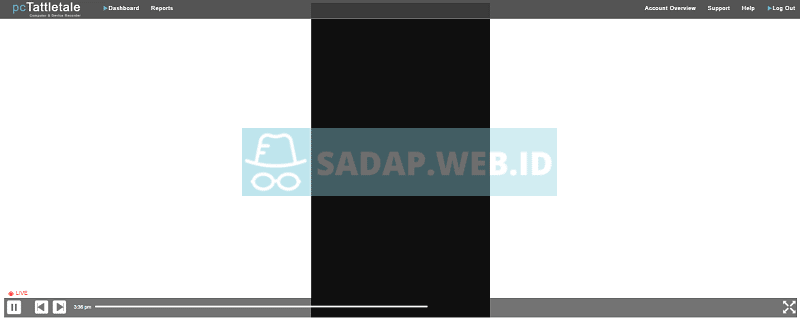 pcTattletale
Computer & Device Recorder
Dashboard
Reports
Account Overview
Support
Help
Log Out
SADAP.WEB.ID
LIVE
3:36 pm